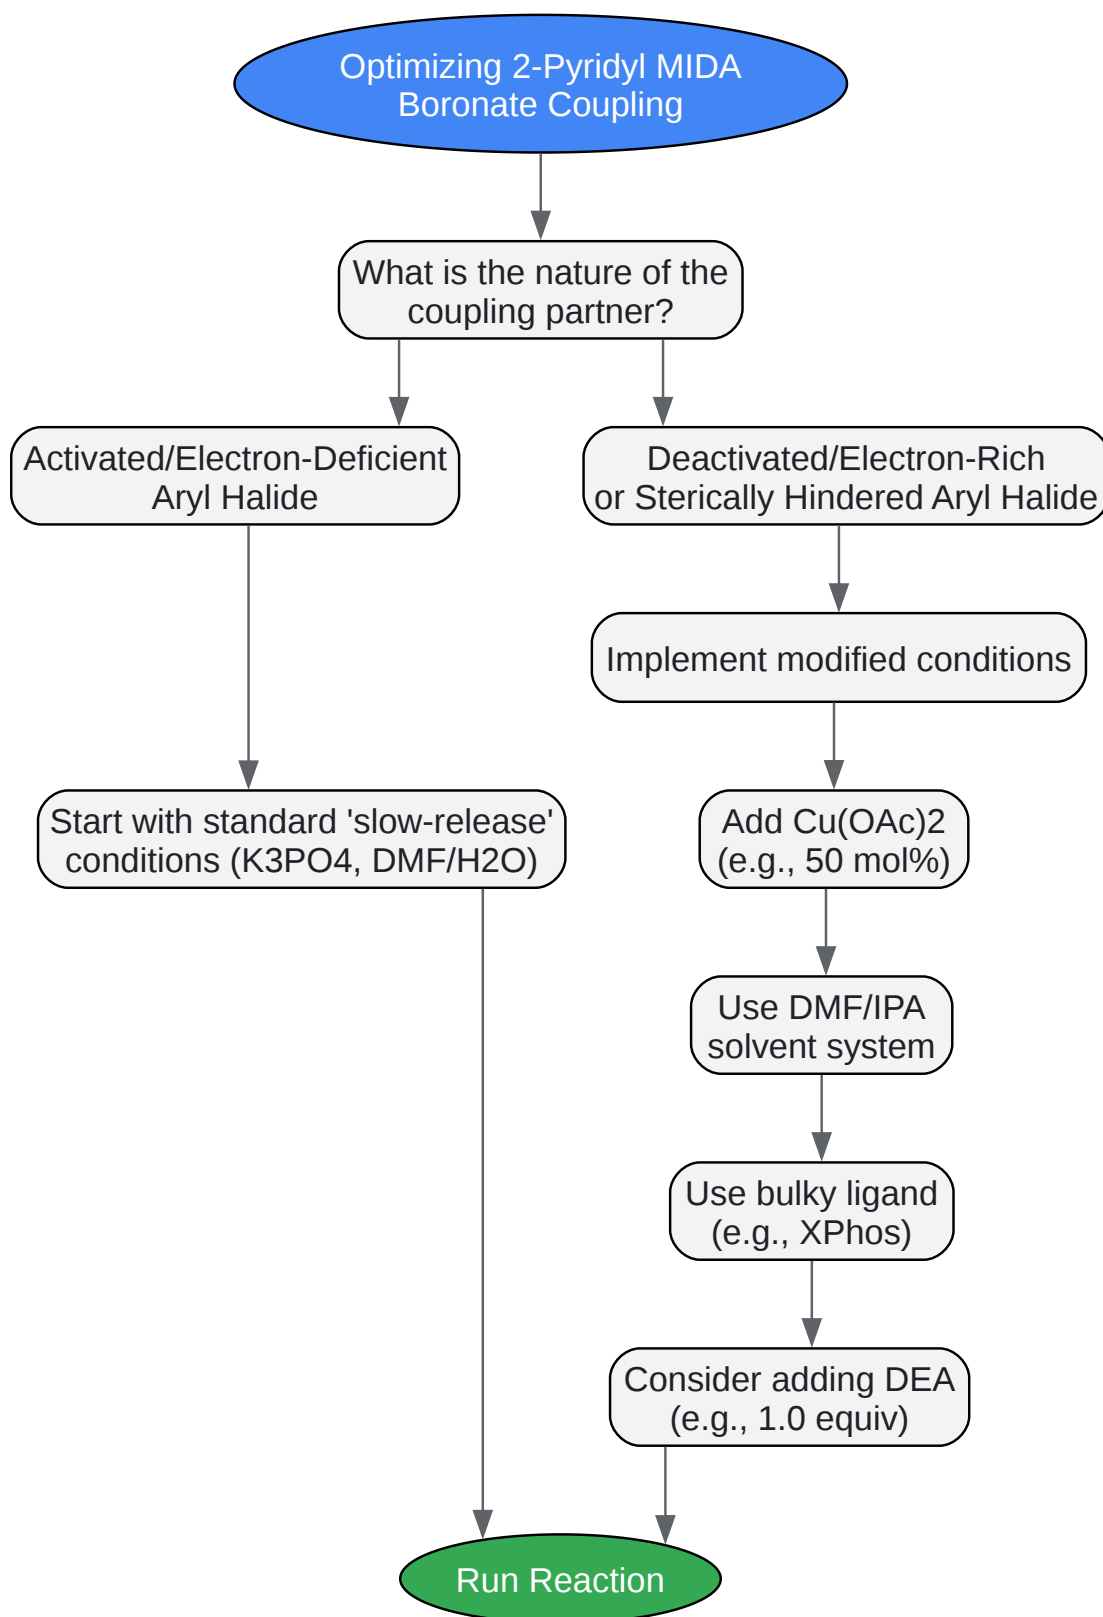 Optimizing 2-Pyridyl MIDA
Boronate Coupling
What is the nature of the
coupling partner?
Activated/Electron-Deficient
Aryl Halide
Deactivated/Electron-Rich
or Sterically Hindered Aryl Halide
Implement modified conditions
Start with standard 'slow-release'
conditions (K3PO4, DMF/H2O)
Add Cu(OAc)2
(e.g., 50 mol%)
Use DMF/IPA
solvent system
Use bulky ligand
(e.g., XPhos)
Consider adding DEA
(e.g., 1.0 equiv)
Run Reaction